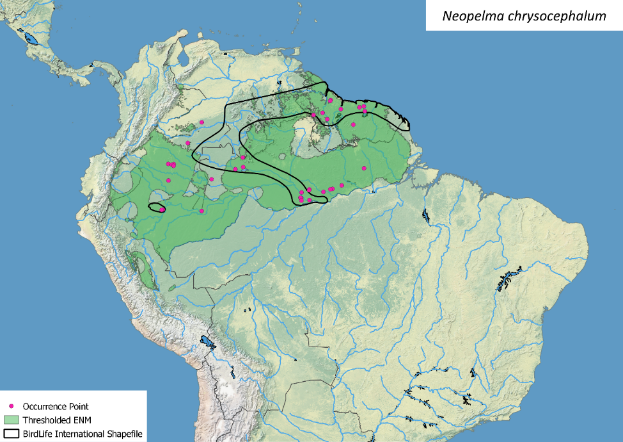 Neopelma chrysocephalum
Occurrence Point
Thresholded ENM
BirdLife International Shapefile